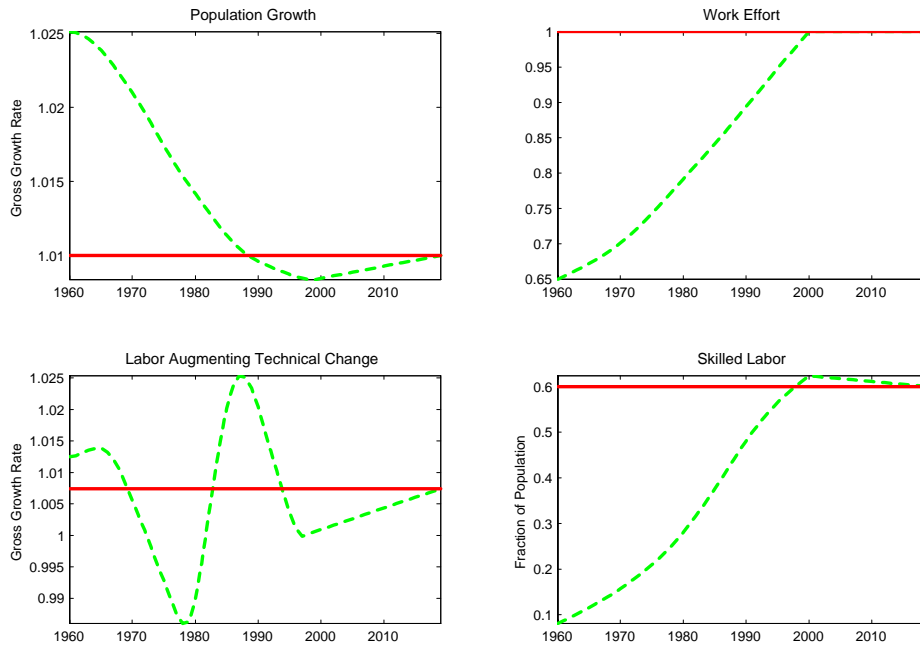 Population Growth
Gross Growth Rate
1.025
1.02
1.015
1.01
1960 1970 1980 1990 2000 2010
Work Effort
0.95
0.9
0.85
0.8
0.75
0.7
0.65
1960 1970 1980 1990 2000 2010
Labor Augmenting Technical Change
Gross Growth Rate
1.025
1.02
1.015
1.01
1.005
1
0.995
0.99
1960 1970 1980 1990 2000 2010
Skilled Labor
Fraction of Population
0.6
0.5
0.4
0.3
0.2
0.1
1960 1970 1980 1990 2000 2010